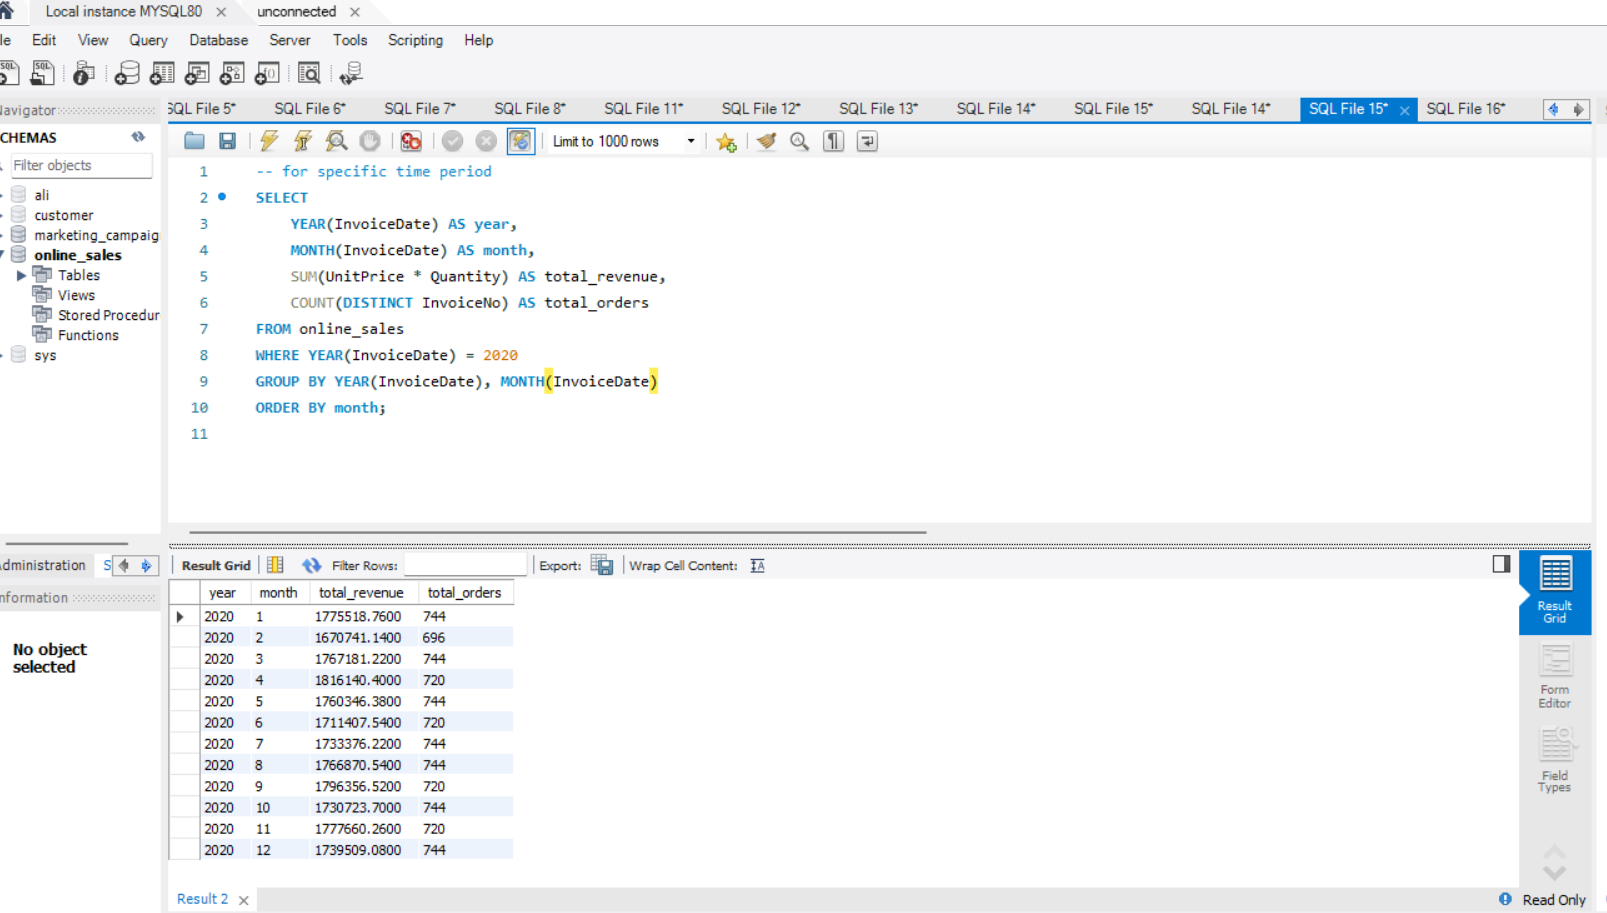 Local instance MYSQL80 ×
unconnected ×
le Edit View Query Database Server Tools Scripting Help
Navigator
SQL File 5* SQL File 6* SQL File 7* SQL File 8* SQL File 11* SQL File 12* SQL File 13* SQL File 14* SQL File 15* SQL File 14* SQL File 15* × SQL File 16*
CHEMAS
Filter objects
ali
customer
marketing_campaig
online_sales
Tables
Views
Stored Procedur
Functions
sys
Limit to 1000 rows
1 -- for specific time period
2 SELECT
3 YEAR(InvoiceDate) AS year,
4 MONTH(InvoiceDate) AS month,
5 SUM(UnitPrice * Quantity) AS total_revenue,
6 COUNT(DISTINCT InvoiceNo) AS total_orders
7 FROM online_sales
8 WHERE YEAR(InvoiceDate) = 2020
9 GROUP BY YEAR(InvoiceDate), MONTH(InvoiceDate)
10 ORDER BY month;
11
dministration S
nformation
No object
selected
Result Grid Filter Rows: Export: Wrap Cell Content:
year month total_revenue total_orders
2020 1 1775518.7600 744
2020 2 1670741.1400 696
2020 3 1767181.2200 744
2020 4 1816140.4000 720
2020 5 1760346.3800 744
2020 6 1711407.5400 720
2020 7 1733376.2200 744
2020 8 1766870.5400 744
2020 9 1796356.5200 720
2020 10 1730723.7000 744
2020 11 1777660.2600 720
2020 12 1739509.0800 744
Result
Grid
Form
Editor
Field
Types
Result 2 ×
Read Only